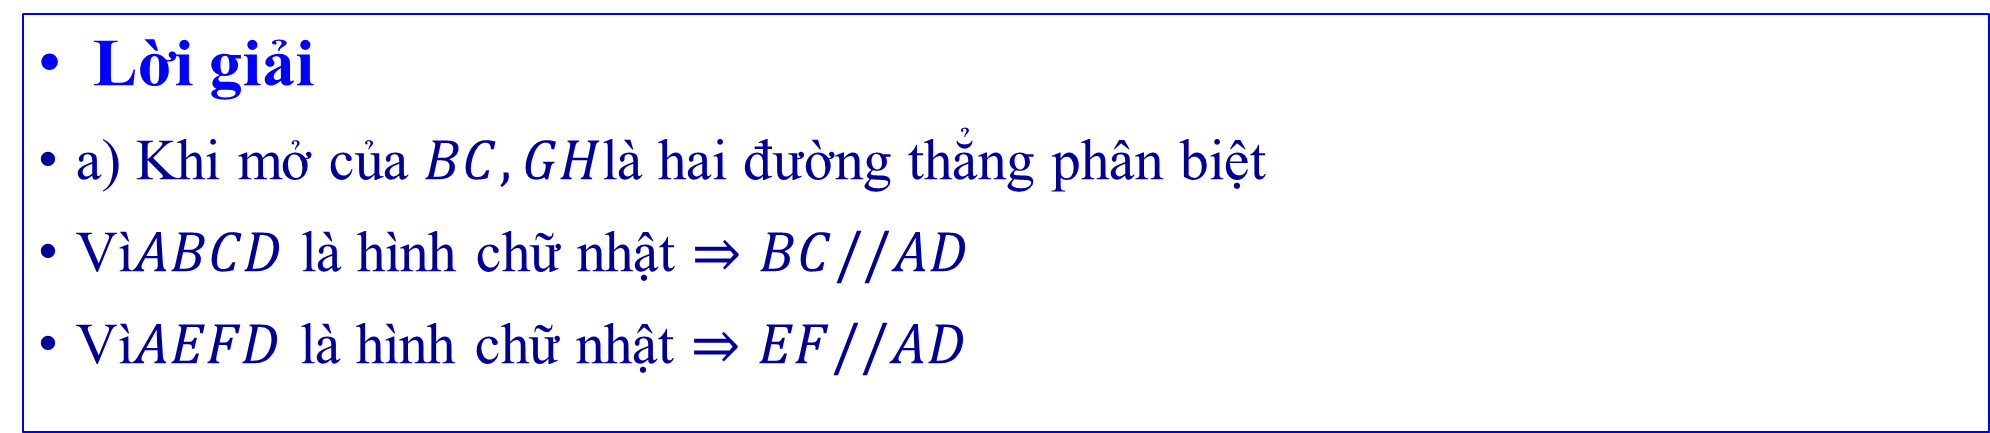 • Lời giải
• a) Khi mở của BC, GHlà hai đường thẳng phân biệt
• VìABCD là hình chữ nhật ⇒ BC//AD
• VìAEFD là hình chữ nhật ⇒ EF//AD